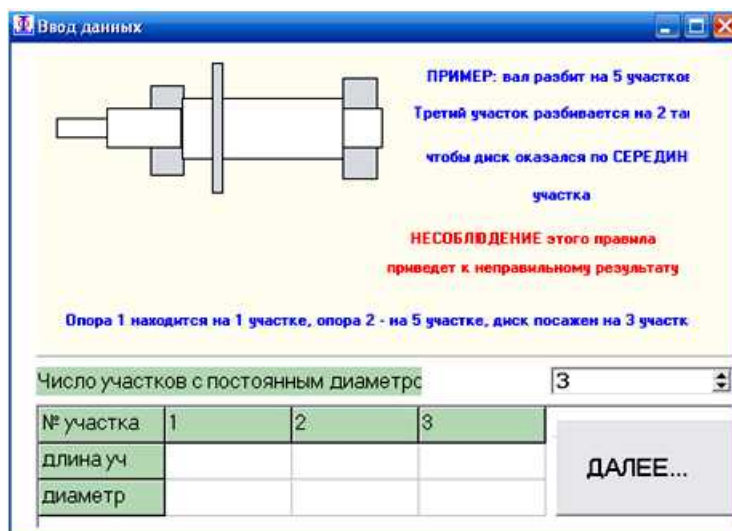 Ввод данных
ПРИМЕР: вал разбит на 5 участков
Третий участок разбивается на 2 та
чтобы диск оказался по СЕРЕДИН
участка
НЕСОБЛЮДЕНИЕ этого правила
приведет к неправильному результату
Опора 1 находится на 1 участке, опора 2 - на 5 участке, диск посажен на 3 участк
Число участков с постоянным диаметро
3
№ участка 1 2 3
длина уч
диаметр
ДАЛЕЕ...